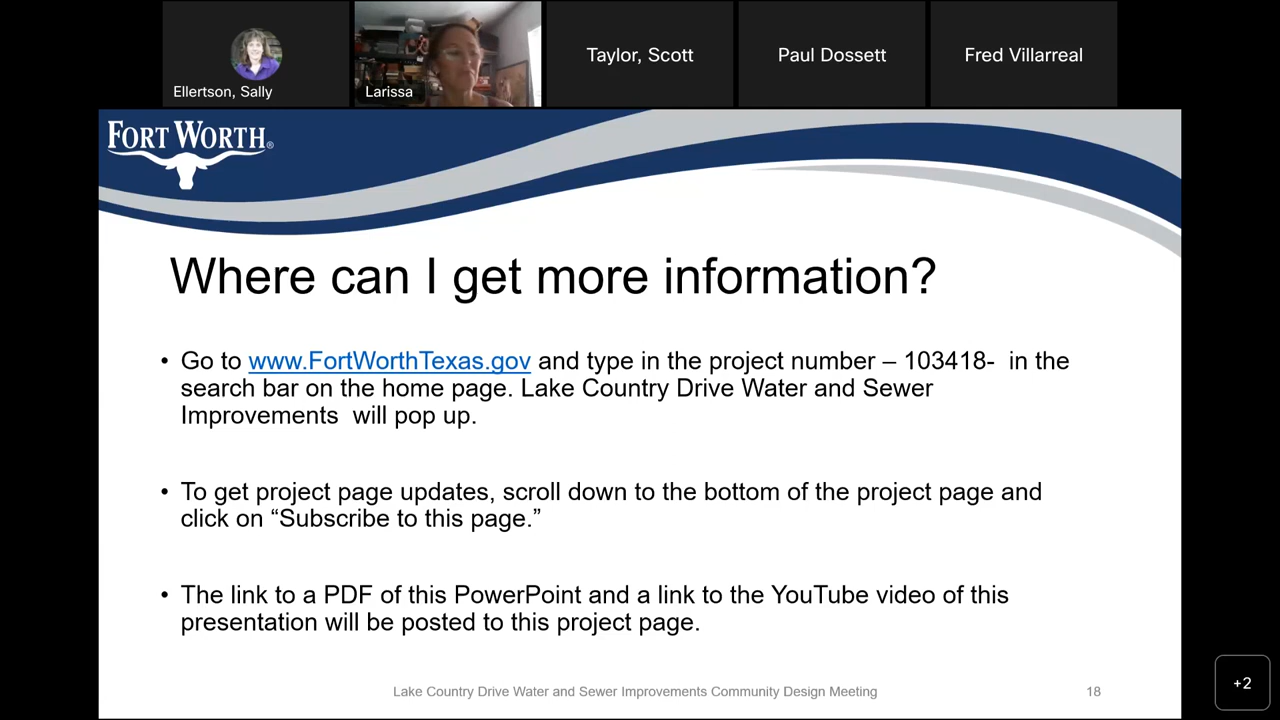 Ellertson, Sally
Larissa
Taylor, Scott
Paul Dossett
Fred Villarreal
FORT WORTH®
Where can I get more information?
• Go to www.FortWorthTexas.gov and type in the project number – 103418-  in the
search bar on the home page. Lake Country Drive Water and Sewer
Improvements  will pop up.
• To get project page updates, scroll down to the bottom of the project page and
click on “Subscribe to this page.”
• The link to a PDF of this PowerPoint and a link to the YouTube video of this
presentation will be posted to this project page.
Lake Country Drive Water and Sewer Improvements Community Design Meeting
18
+2